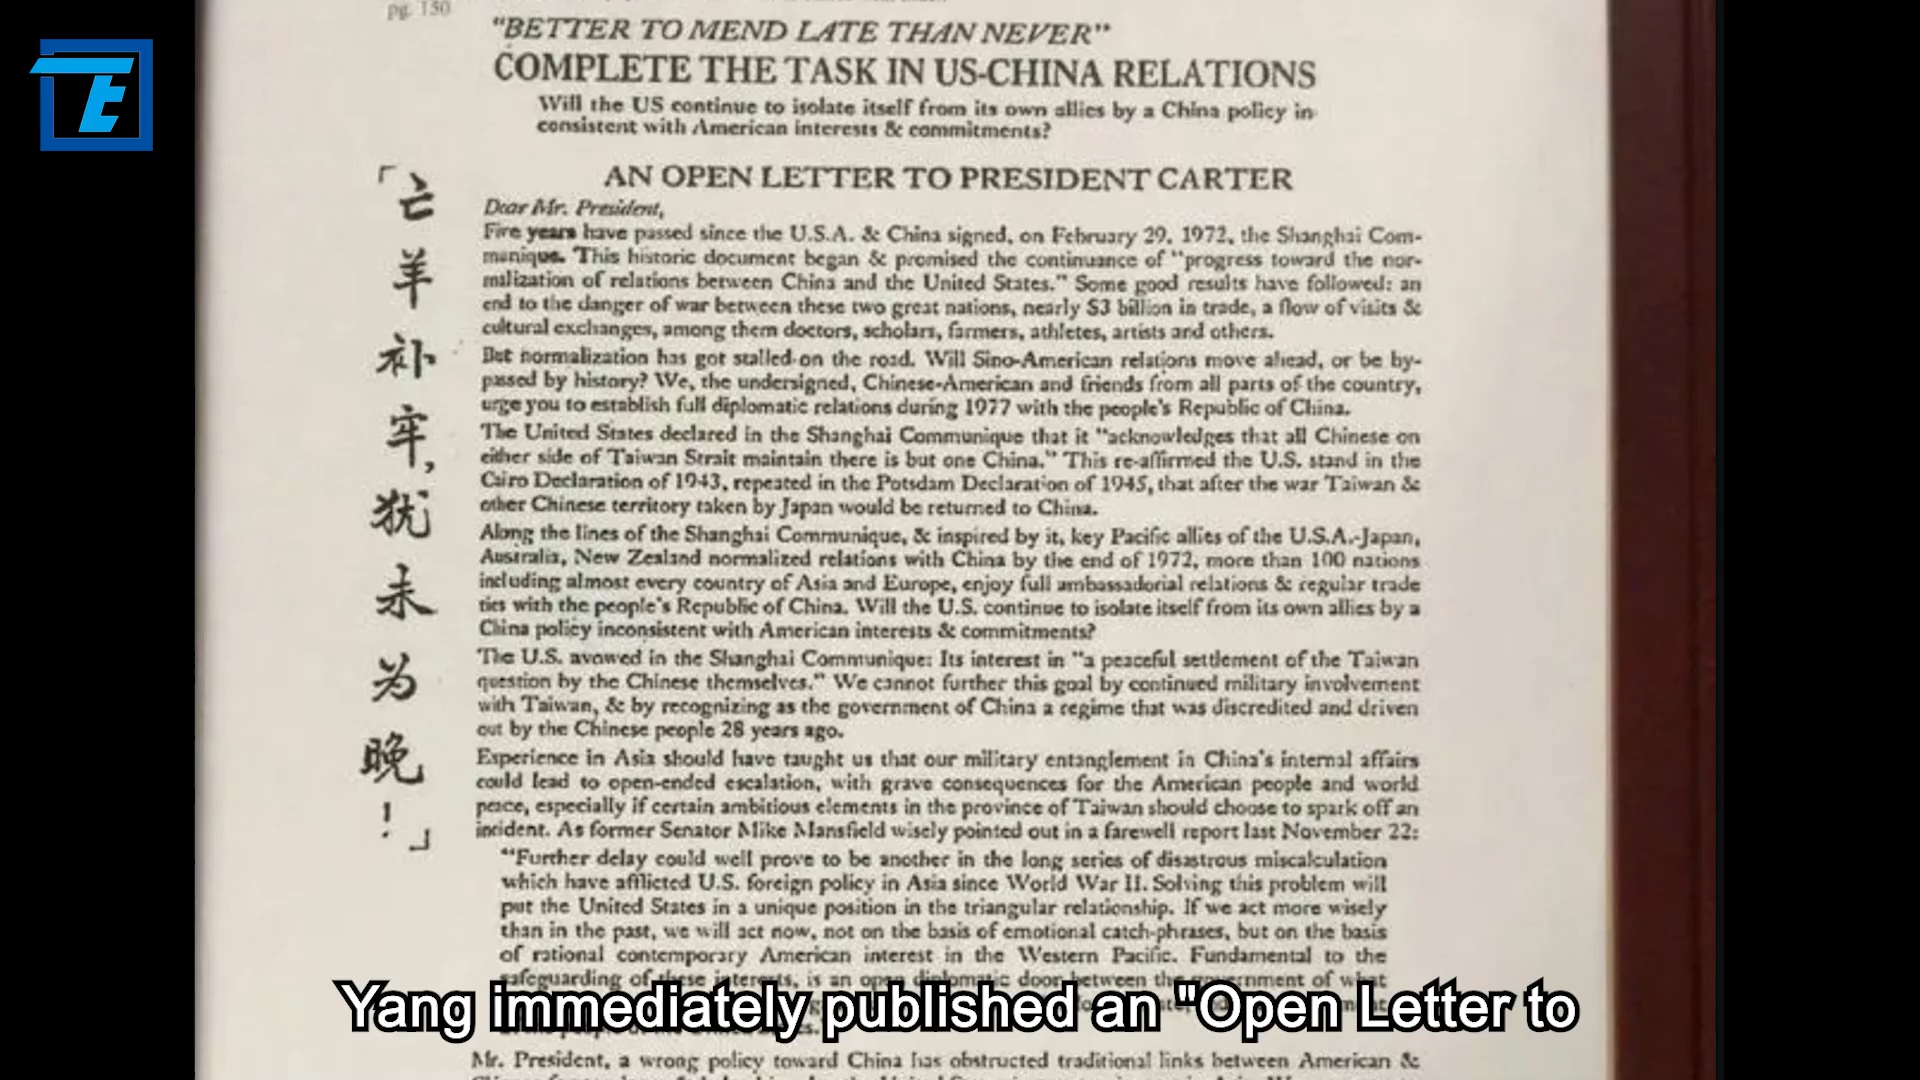 pg. 150
"BETTER TO MEND LATE THAN NEVER"
COMPLETE THE TASK IN US-CHINA RELATIONS
Will the US continue to isolate itself from its own allies by a China policy in
consistent with American interests & commitments?
AN OPEN LETTER TO PRESIDENT CARTER
「亡羊补牢,犹未为晚!」
Dear Mr. President,
Five years have passed since the U.S.A. & China signed, on February 29, 1972, the Shanghai Com-
munique. This historic document began & promised the continuance of "progress toward the nor-
malization of relations between China and the United States." Some good results have followed: an
end to the danger of war between these two great nations, nearly $3 billion in trade, a flow of visits &
cultural exchanges, among them doctors, scholars, farmers, athletes, artists and others.
But normalization has got stalled on the road. Will Sino-American relations move ahead, or be by-
passed by history? We, the undersigned, Chinese-American and friends from all parts of the country,
urge you to establish full diplomatic relations during 1977 with the people's Republic of China.
The United States declared in the Shanghai Communique that it "acknowledges that all Chinese on
either side of Taiwan Strait maintain there is but one China." This re-affirmed the U.S. stand in the
Cairo Declaration of 1943, repeated in the Potsdam Declaration of 1945, that after the war Taiwan &
other Chinese territory taken by Japan would be returned to China.
Along the lines of the Shanghai Communique, & inspired by it, key Pacific allies of the U.S.A.-Japan,
Australia, New Zealand normalized relations with China by the end of 1972, more than 100 nations
including almost every country of Asia and Europe, enjoy full ambassadorial relations & regular trade
ties with the people's Republic of China. Will the U.S. continue to isolate itself from its own allies by a
China policy inconsistent with American interests & commitments?
The U.S. avowed in the Shanghai Communique: Its interest in "a peaceful settlement of the Taiwan
question by the Chinese themselves." We cannot further this goal by continued military involvement
with Taiwan, & by recognizing as the government of China a regime that was discredited and driven
out by the Chinese people 28 years ago.
Experience in Asia should have taught us that our military entanglement in China's internal affairs
could lead to open-ended escalation, with grave consequences for the American people and world
peace, especially if certain ambitious elements in the province of Taiwan should choose to spark off an
incident. As former Senator Mike Mansfield wisely pointed out in a farewell report last November 22:
"Further delay could well prove to be another in the long series of disastrous miscalculation
which have afflicted U.S. foreign policy in Asia since World War II. Solving this problem will
put the United States in a unique position in the triangular relationship. If we act more wisely
than in the past, we will act now, not on the basis of emotional catch-phrases, but on the basis
of rational contemporary American interest in the Western Pacific. Fundamental to the
safeguarding of these interests, is an open diplomatic door between the government of what
Yang immediately published an "Open Letter to
Mr. President, a wrong policy toward China has obstructed traditional links between American &